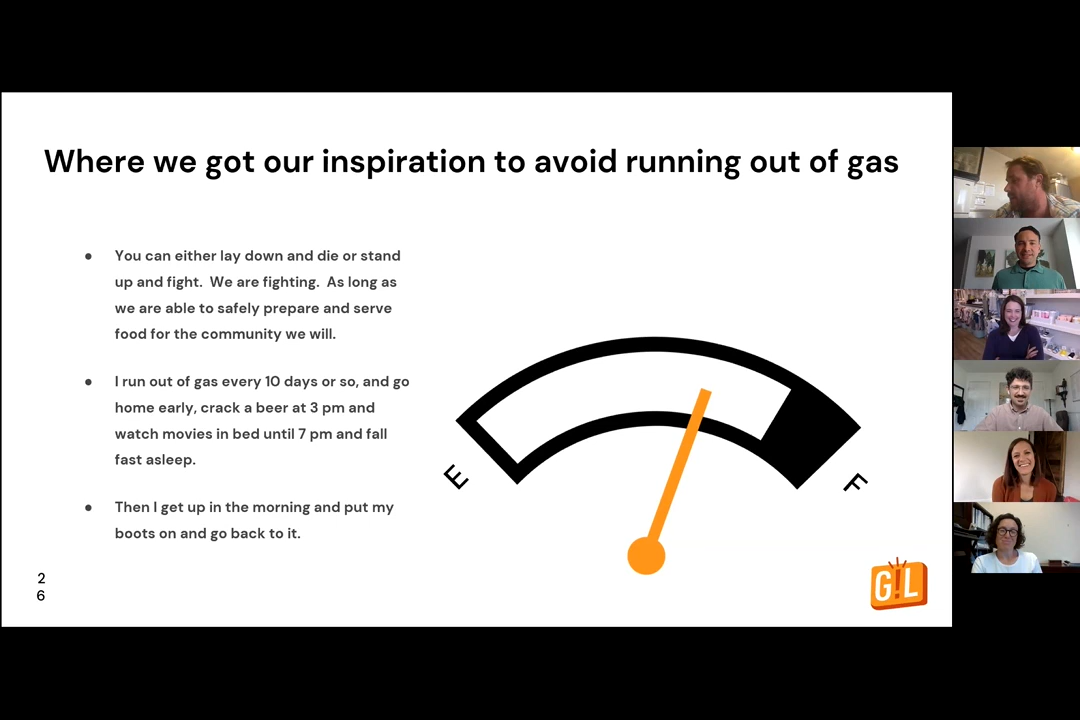 Where we got our inspiration to avoid running out of gas
● You can either lay down and die or stand
up and fight.  We are fighting.  As long as
we are able to safely prepare and serve
food for the community we will.
● I run out of gas every 10 days or so, and go
home early, crack a beer at 3 pm and
watch movies in bed until 7 pm and fall
fast asleep.
● Then I get up in the morning and put my
boots on and go back to it.
E
F
2
6
G!L